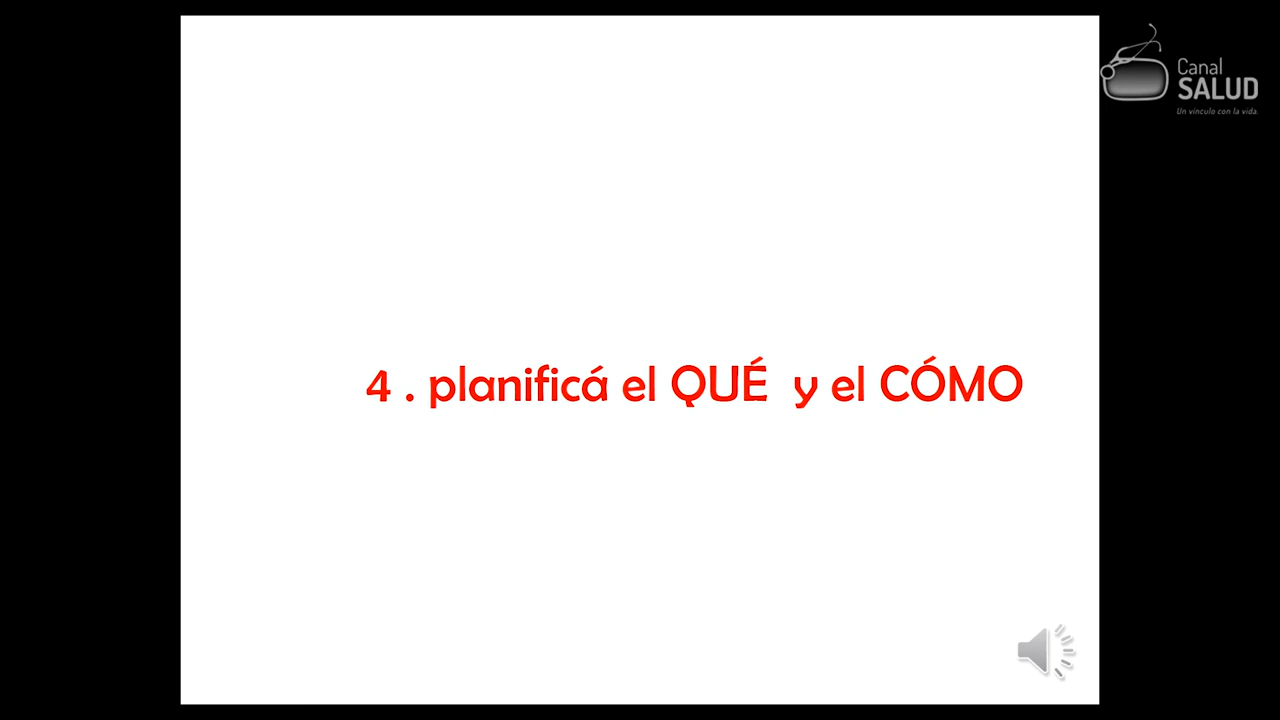 Canal
SALUD
Un vínculo con la vida.
4 . planificá el QUÉ y el CÓMO